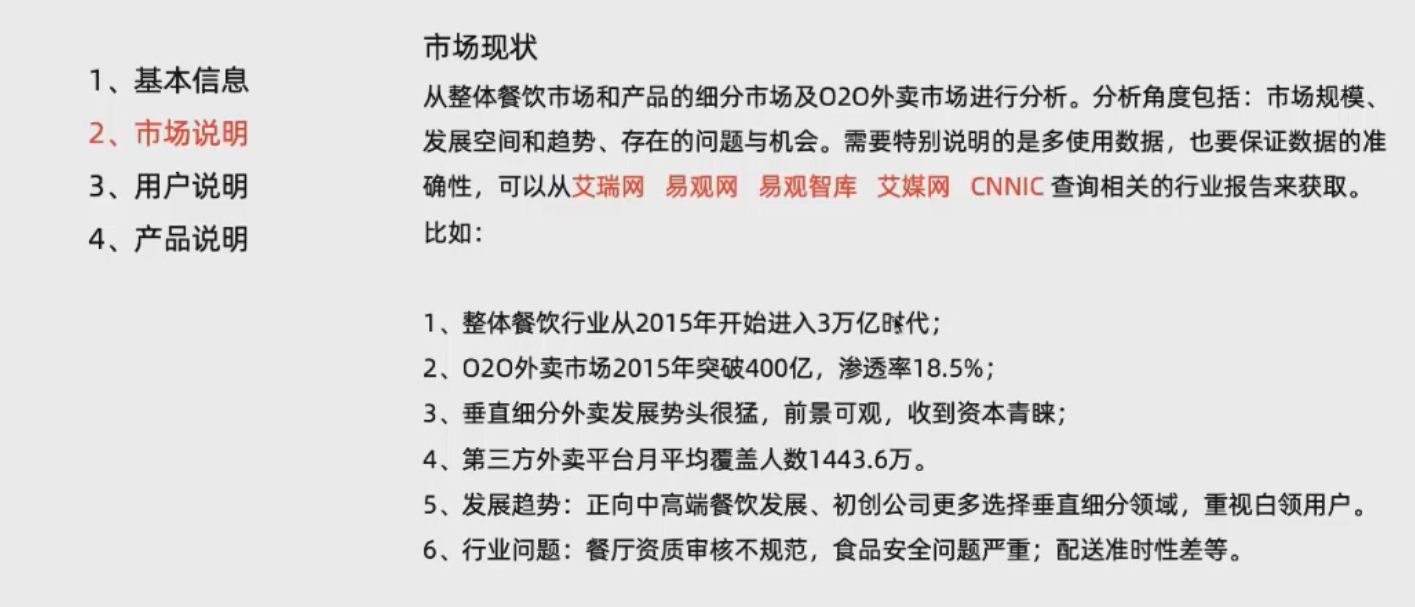 1、基本信息
2、市场说明
3、用户说明
4、产品说明
市场现状
从整体餐饮市场和产品的细分市场及O2O外卖市场进行分析。分析角度包括：市场规模、
发展空间和趋势、存在的问题与机会。需要特别说明的是多使用数据，也要保证数据的准
确性，可以从艾瑞网 易观网 易观智库 艾媒网 CNNIC 查询相关的行业报告来获取。
比如：
1、整体餐饮行业从2015年开始进入3万亿时代；
2、O2O外卖市场2015年突破400亿，渗透率18.5%；
3、垂直细分外卖发展势头很猛，前景可观，收到资本青睐；
4、第三方外卖平台月平均覆盖人数1443.6万。
5、发展趋势：正向中高端餐饮发展、初创公司更多选择垂直细分领域，重视白领用户。
6、行业问题：餐厅资质审核不规范，食品安全问题严重；配送准时性差等。